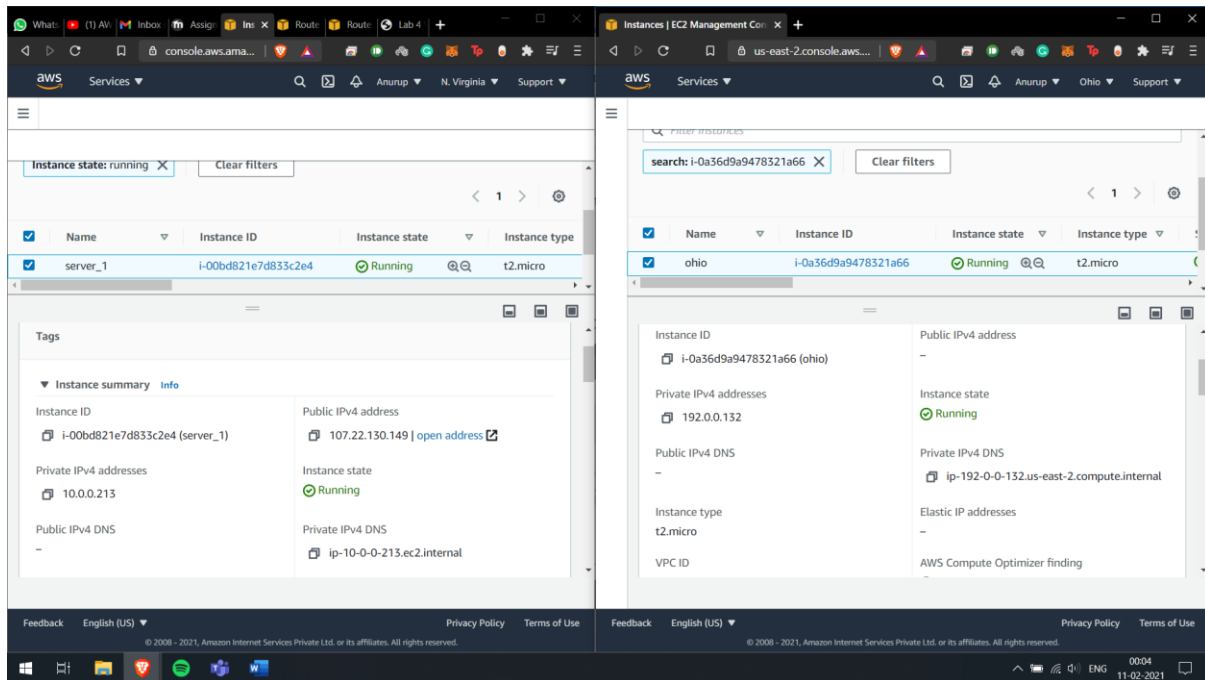 Whats (1) AV Inbox Assign Ins Route Route Lab 4
console.aws.ama...
aws Services Anurup N. Virginia Support
Instance state: running Clear filters
1
Name Instance ID Instance state Instance type
server_1 i-00bd821e7d833c2e4 Running t2.micro
Tags
Instance summary Info
Instance ID Public IPv4 address
i-00bd821e7d833c2e4 (server_1) 107.22.130.149 | open address
Private IPv4 addresses Instance state
10.0.0.213 Running
Public IPv4 DNS Private IPv4 DNS
– ip-10-0-0-213.ec2.internal
Feedback English (US) Privacy Policy Terms of Use
© 2008 - 2021, Amazon Internet Services Private Ltd. or its affiliates. All rights reserved.
Instances | EC2 Management Con
us-east-2.console.aws....
aws Services Anurup Ohio Support
Filter instances
search: i-0a36d9a9478321a66 Clear filters
1
Name Instance ID Instance state Instance type
ohio i-0a36d9a9478321a66 Running t2.micro
Instance ID Public IPv4 address
i-0a36d9a9478321a66 (ohio) –
Private IPv4 addresses Instance state
192.0.0.132 Running
Public IPv4 DNS Private IPv4 DNS
– ip-192-0-0-132.us-east-2.compute.internal
Instance type Elastic IP addresses
t2.micro –
VPC ID AWS Compute Optimizer finding
Feedback English (US) Privacy Policy Terms of Use
© 2008 - 2021, Amazon Internet Services Private Ltd. or its affiliates. All rights reserved.
ENG 00:04
11-02-2021